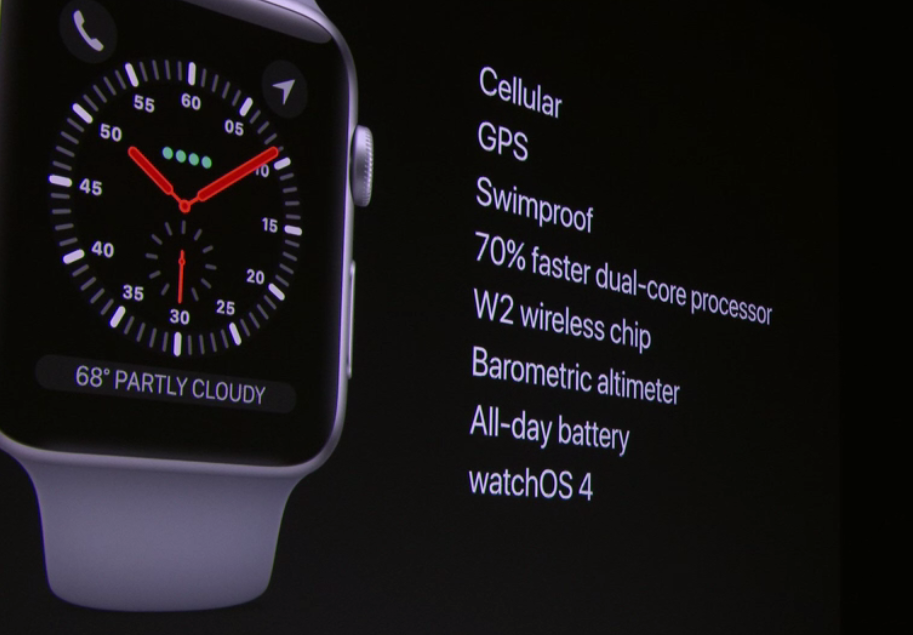 60
55
05
50
10
45
15
40
20
35
25
30
68° PARTLY CLOUDY
Cellular
GPS
Swimproof
70% faster dual-core processor
W2 wireless chip
Barometric altimeter
All-day battery
watchOS 4